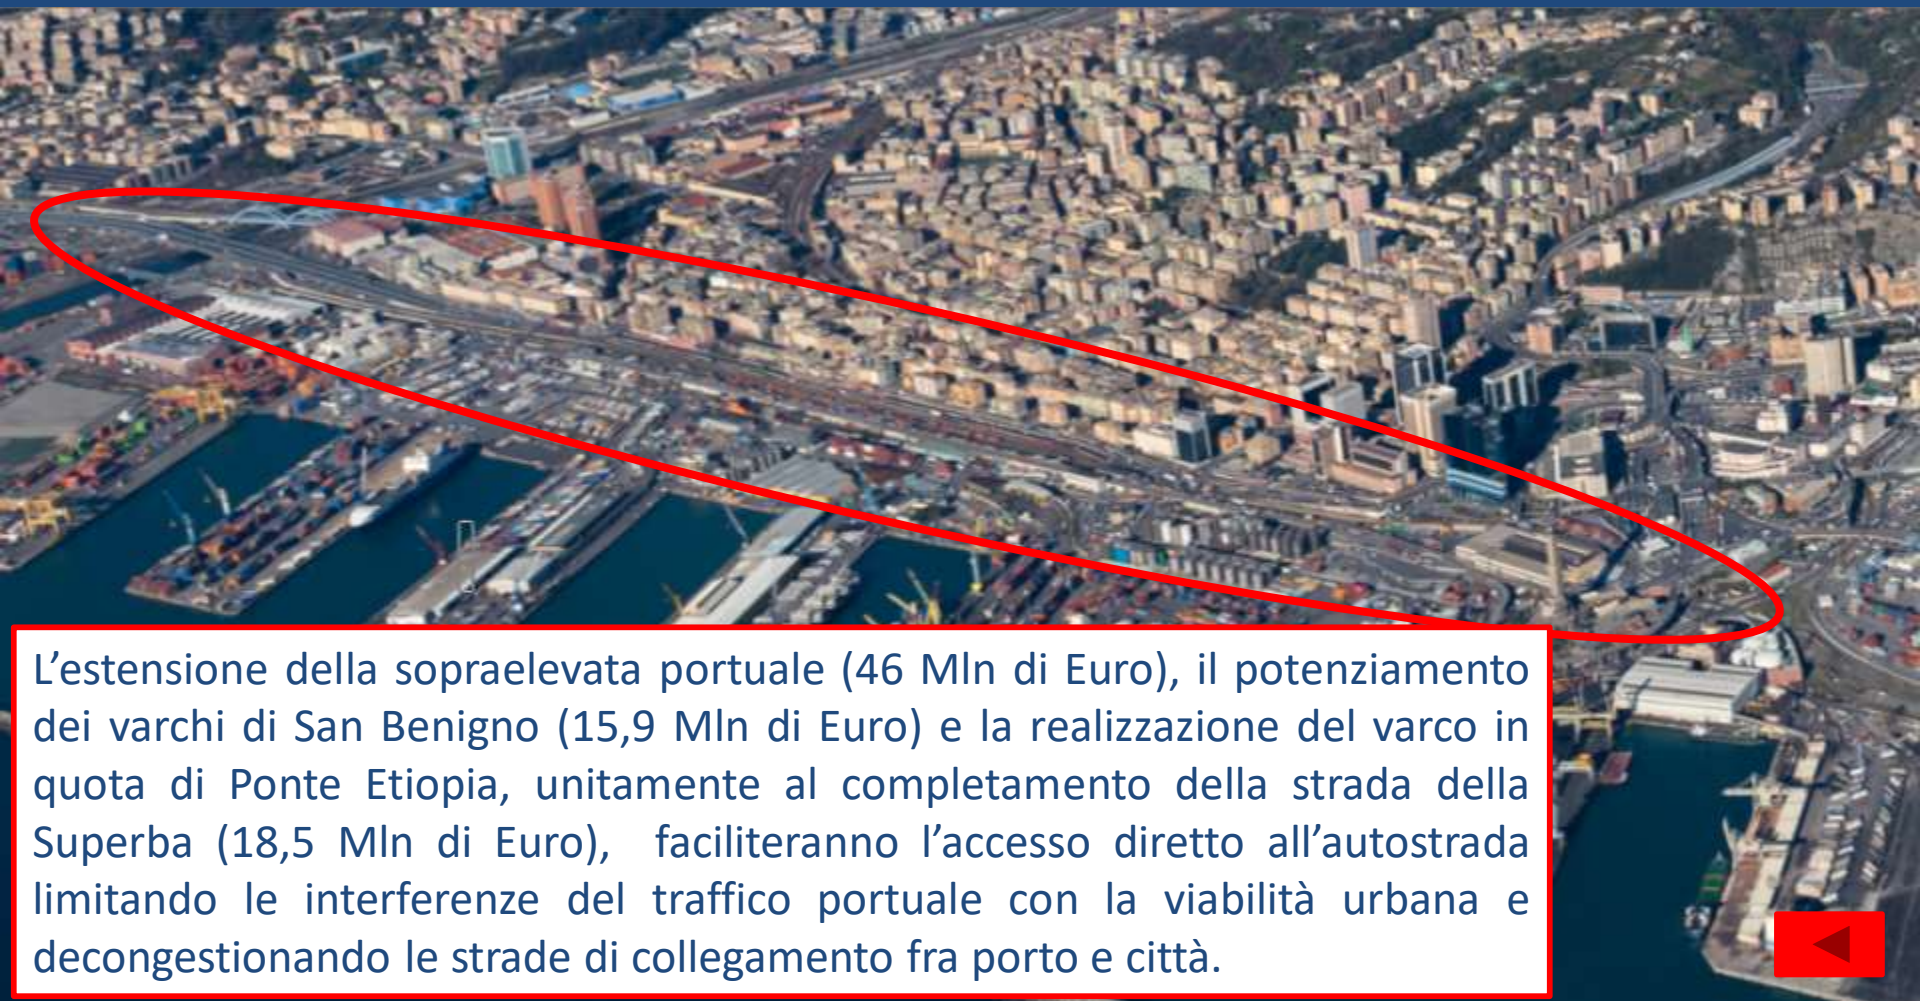 L’estensione della sopraelevata portuale (46 Mln di Euro), il potenziamento
dei varchi di San Benigno (15,9 Mln di Euro) e la realizzazione del varco in
quota di Ponte Etiopia, unitamente al completamento della strada della
Superba (18,5 Mln di Euro), faciliteranno l’accesso diretto all’autostrada
limitando le interferenze del traffico portuale con la viabilità urbana e
decongestionando le strade di collegamento fra porto e città.